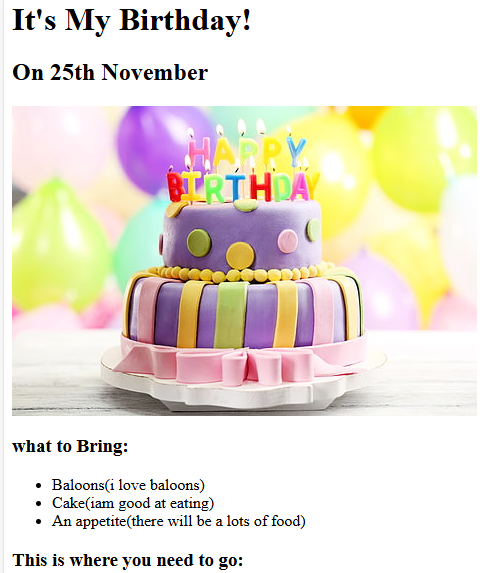 It's My Birthday!
On 25th November
HAPPY
BIRTHDAY
what to Bring:
Baloons(i love baloons)
Cake(iam good at eating)
An appetite(there will be a lots of food)
This is where you need to go: